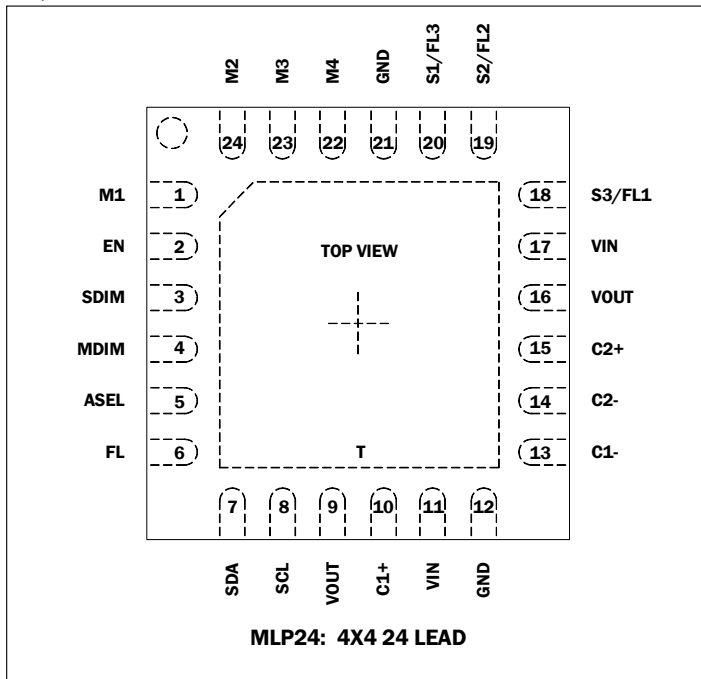 M2 M3 M4 GND S1/FL3 S2/FL2
24 23 22 21 20 19
M1 1 18 S3/FL1
EN 2 TOP VIEW 17 VIN
SDIM 3 16 VOUT
MDIM 4 15 C2+
ASEL 5 14 C2-
FL 6 T 13 C1-
7 8 9 10 11 12
SDA SCL VOUT C1+ VIN GND
MLP24: 4X4 24 LEAD